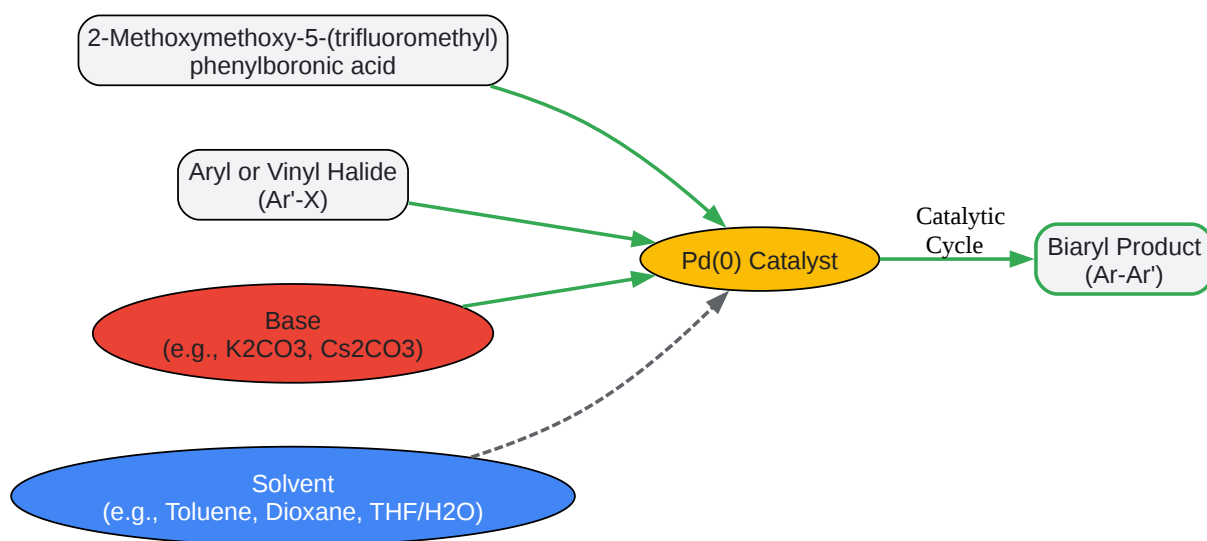 2-Methoxymethoxy-5-(trifluoromethyl)
phenylboronic acid
Aryl or Vinyl Halide
(Ar'-X)
Base
(e.g., K2CO3, Cs2CO3)
Solvent
(e.g., Toluene, Dioxane, THF/H2O)
Pd(0) Catalyst
Catalytic
Cycle
Biaryl Product
(Ar-Ar')